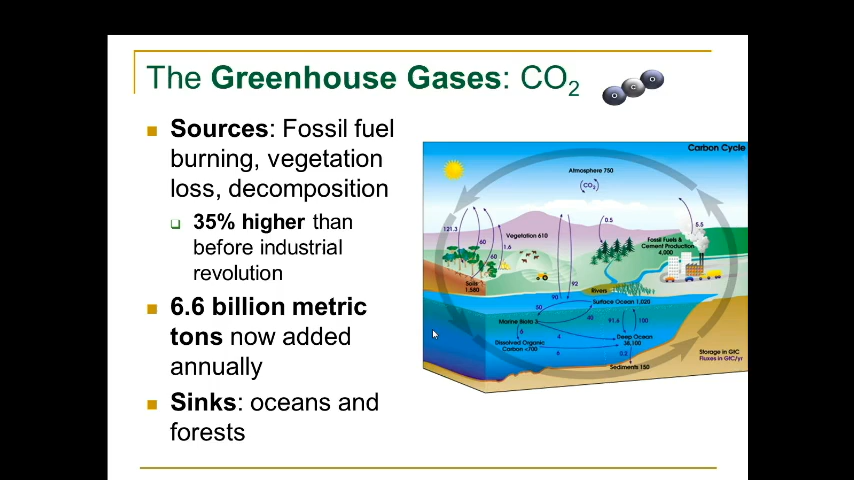 The Greenhouse Gases: CO2
O C O
Sources: Fossil fuel
burning, vegetation
loss, decomposition
35% higher than
before industrial
revolution
6.6 billion metric
tons now added
annually
Sinks: oceans and
forests
Carbon Cycle
Atmosphere 750
CO2
121.3
60
60
1.6
Vegetation 610
0.5
5.5
Fossil Fuels &
Cement Production
4,000
Soils
1,580
92
90
Rivers
Surface Ocean 1,020
50
40
91.6
100
Marine Biota 3
6
4
Dissolved Organic
Carbon <700
6
Deep Ocean
38,100
0.2
Sediments 150
Storage in GtC
Fluxes in GtC/yr